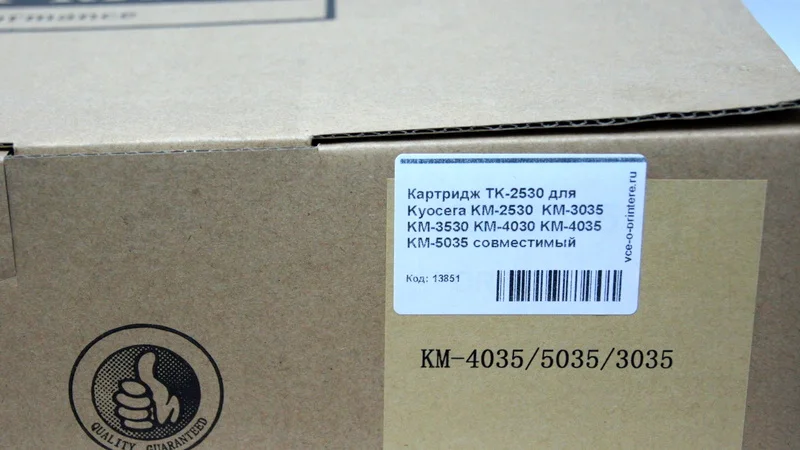 Картридж TK-2530 для
Kyocera KM-2530 KM-3035
KM-3530 KM-4030 KM-4035
KM-5035 совместимый
Код: 13851
vce-o-printere.ru
KM-4035/5035/3035
QUALITY GUARANTEED